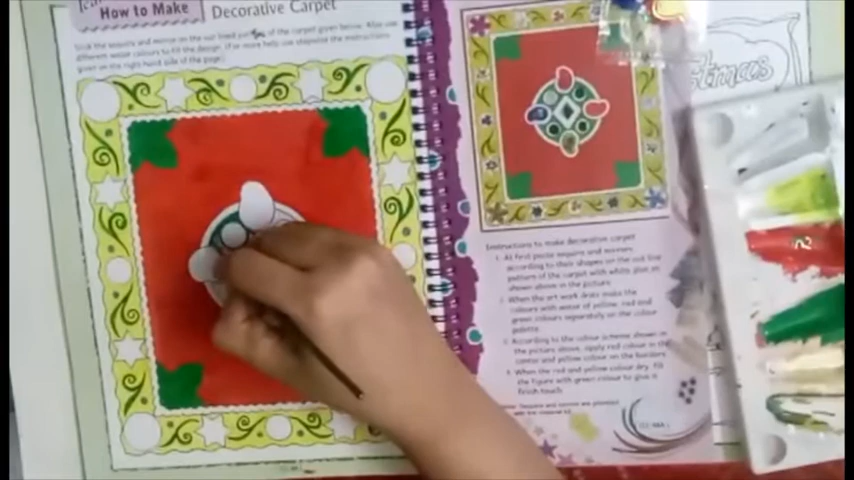 How to Make
Decorative Carpet
Stick the sequins and mirrors on the out lined of the carpet given below. Also use
different water colours to fill the design. (For more help use stepwise the instructions
given on the right hand side of the page)
stmas
Instructions to make decorative carpet
1. At first paste sequins and mirrors
according to their shapes on the out line
pattern of the carpet with white glue as
shown above in the picture.
2. When the art work dries make the
colours with water of yellow, red and
green colours separately on the colour
palette.
3. According to the colour scheme shown in
the picture above, apply red colour in the
centre and yellow colour on the borders.
4. When the red and yellow colour dry, fill
the figure with green colour to give it
finish touch.